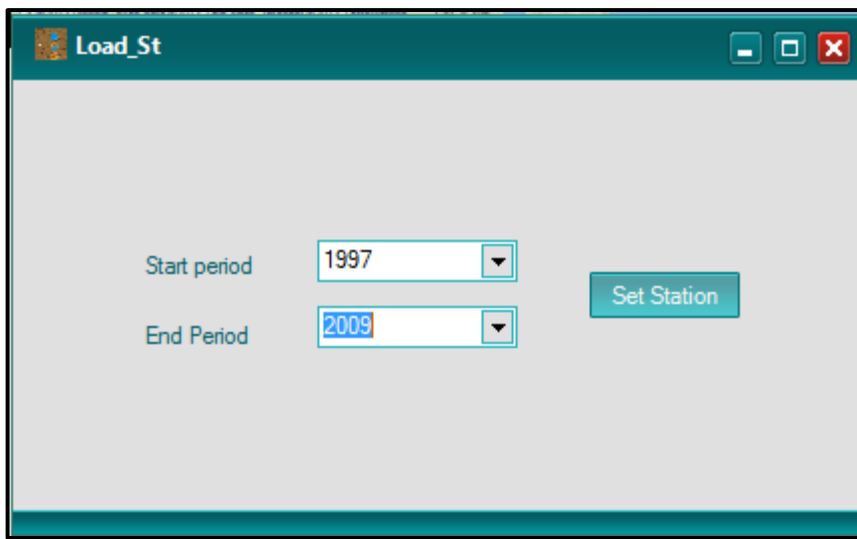 Load_St
Start period
1997
End Period
2009
Set Station